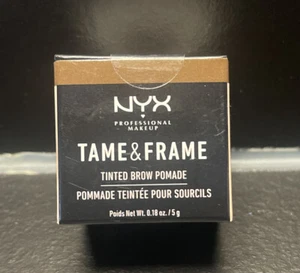 NYX
PROFESSIONAL
MAKEUP
TAME & FRAME
TINTED BROW POMADE
POMMADE TEINTÉE POUR SOURCILS
Poids Net Wt. 0.18 oz. / 5 g